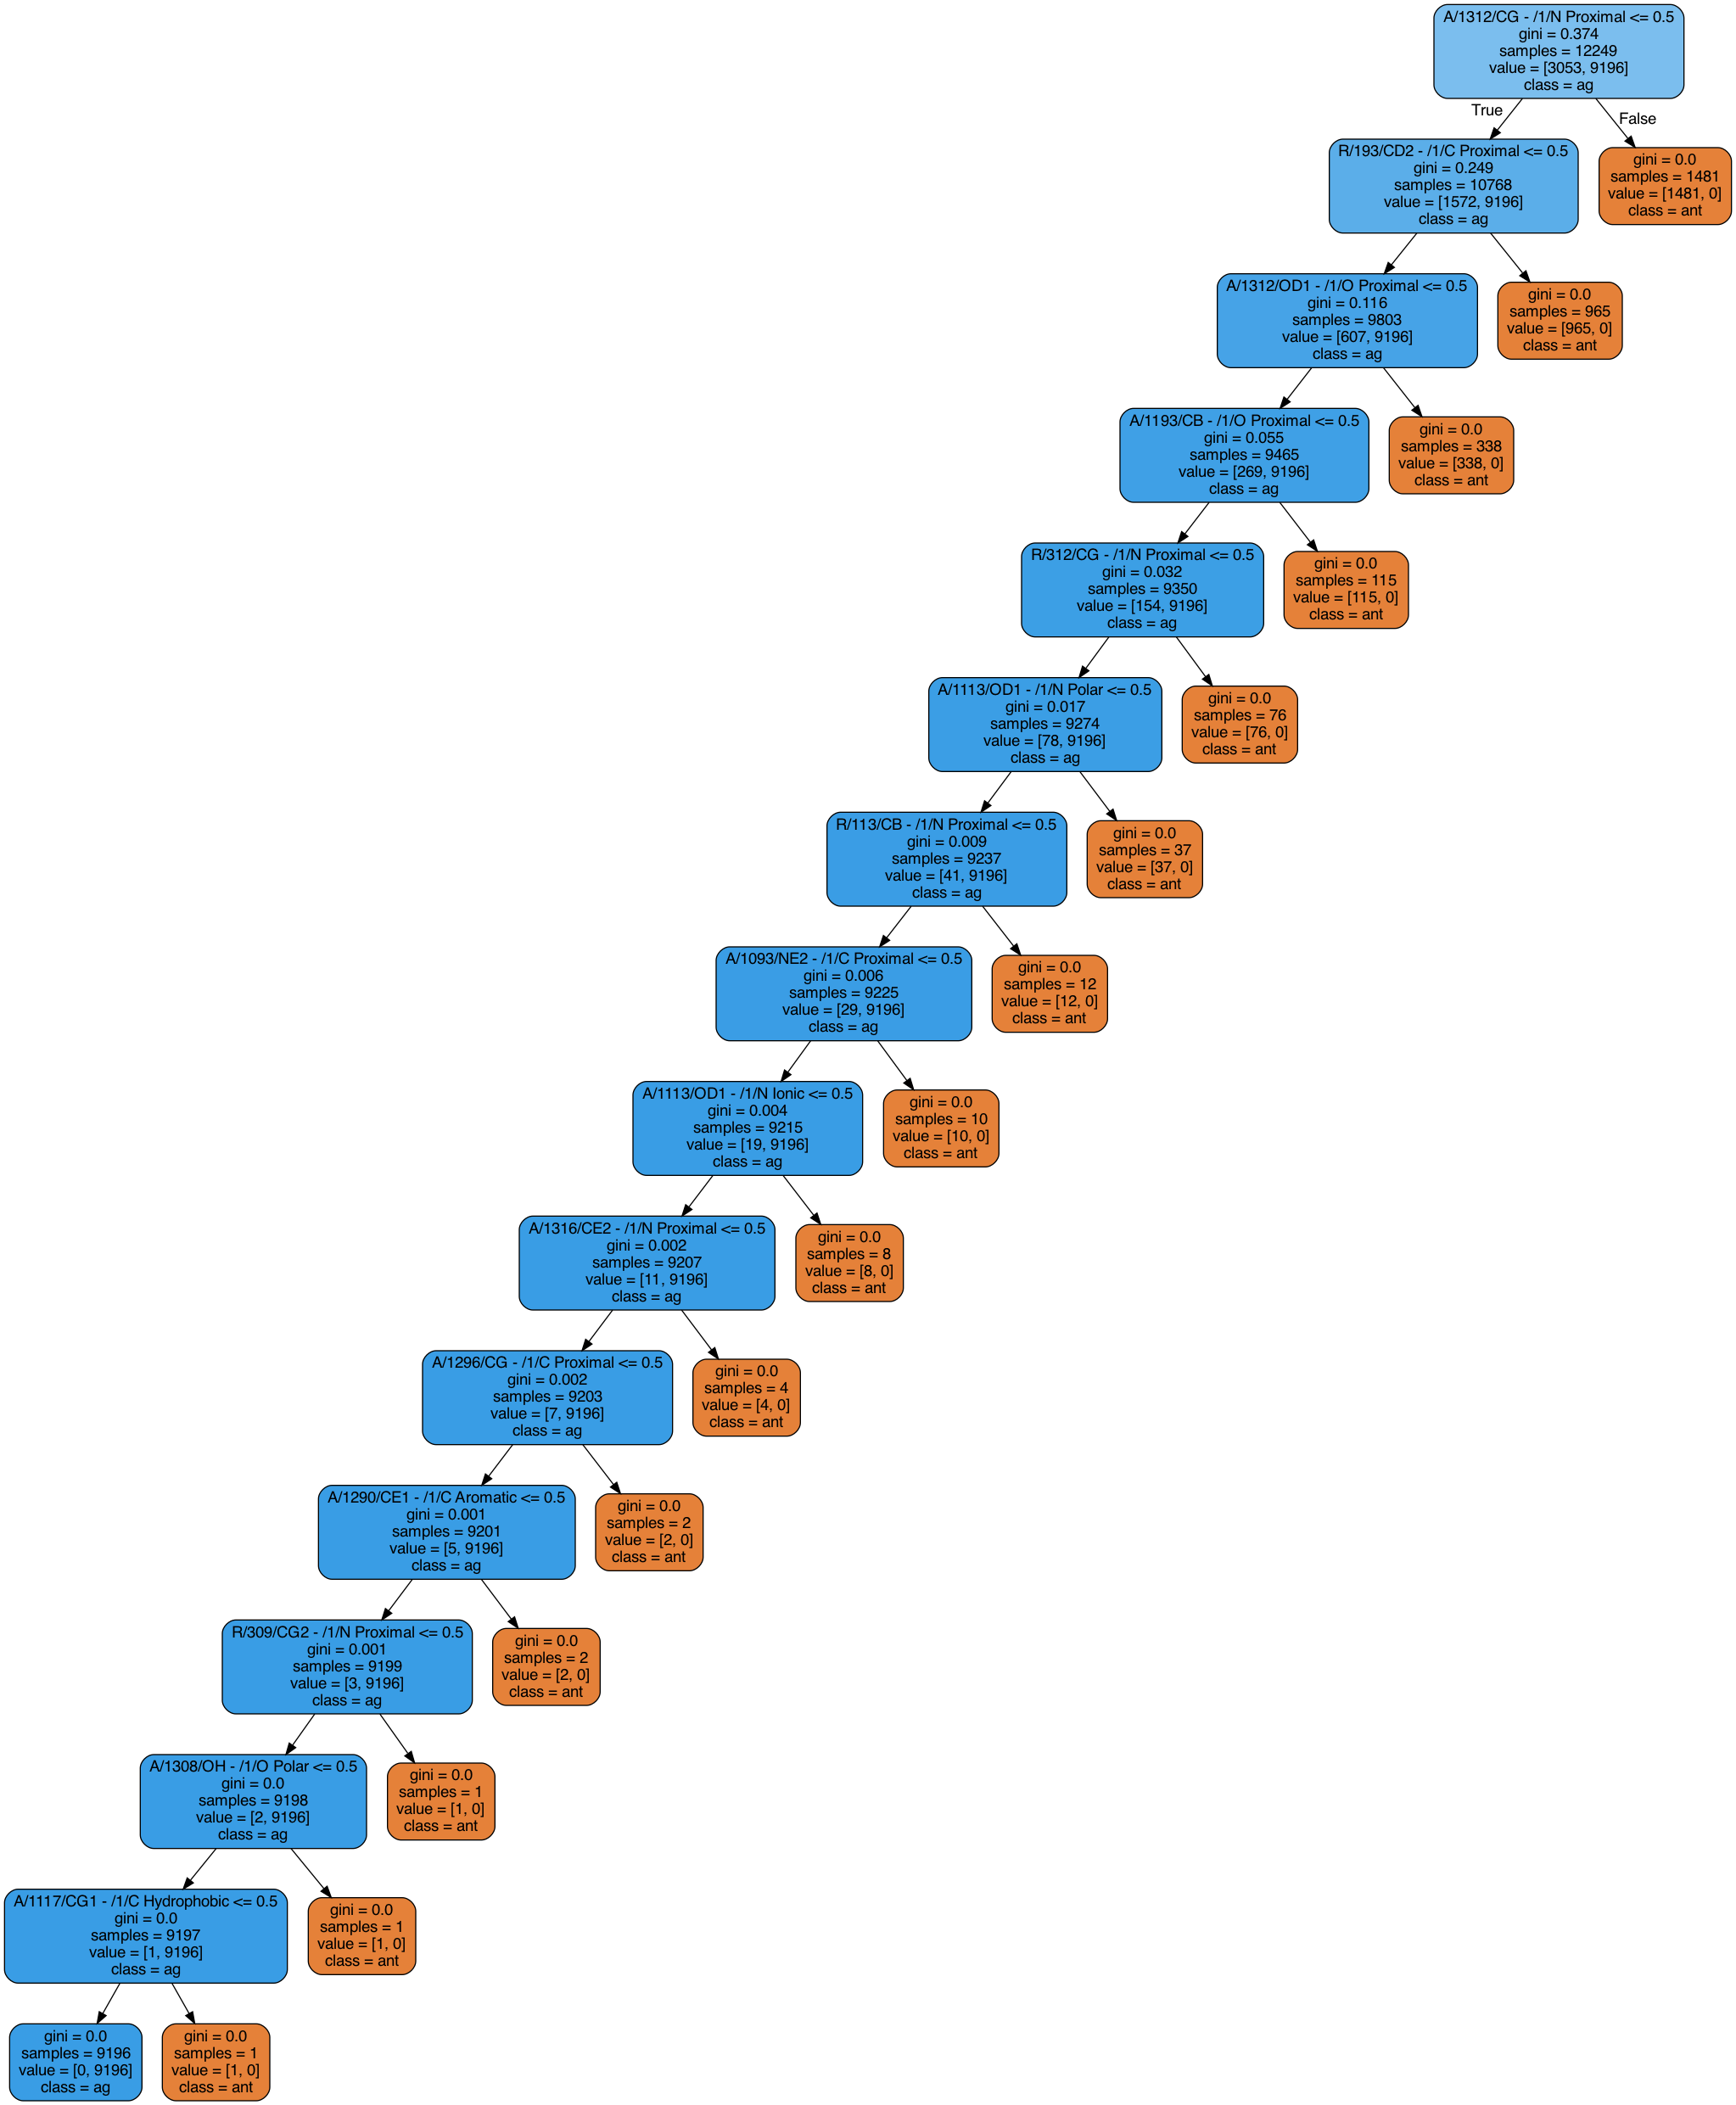 A/1312/CG - /1/N Proximal <= 0.5
gini = 0.374
samples = 12249
value = [3053, 9196]
class = ag
True
False
R/193/CD2 - /1/C Proximal <= 0.5
gini = 0.249
samples = 10768
value = [1572, 9196]
class = ag
gini = 0.0
samples = 1481
value = [1481, 0]
class = ant
A/1312/OD1 - /1/O Proximal <= 0.5
gini = 0.116
samples = 9803
value = [607, 9196]
class = ag
gini = 0.0
samples = 965
value = [965, 0]
class = ant
A/1193/CB - /1/O Proximal <= 0.5
gini = 0.055
samples = 9465
value = [269, 9196]
class = ag
gini = 0.0
samples = 338
value = [338, 0]
class = ant
R/312/CG - /1/N Proximal <= 0.5
gini = 0.032
samples = 9350
value = [154, 9196]
class = ag
gini = 0.0
samples = 115
value = [115, 0]
class = ant
A/1113/OD1 - /1/N Polar <= 0.5
gini = 0.017
samples = 9274
value = [78, 9196]
class = ag
gini = 0.0
samples = 76
value = [76, 0]
class = ant
R/113/CB - /1/N Proximal <= 0.5
gini = 0.009
samples = 9237
value = [41, 9196]
class = ag
gini = 0.0
samples = 37
value = [37, 0]
class = ant
A/1093/NE2 - /1/C Proximal <= 0.5
gini = 0.006
samples = 9225
value = [29, 9196]
class = ag
gini = 0.0
samples = 12
value = [12, 0]
class = ant
A/1113/OD1 - /1/N Ionic <= 0.5
gini = 0.004
samples = 9215
value = [19, 9196]
class = ag
gini = 0.0
samples = 10
value = [10, 0]
class = ant
A/1316/CE2 - /1/N Proximal <= 0.5
gini = 0.002
samples = 9207
value = [11, 9196]
class = ag
gini = 0.0
samples = 8
value = [8, 0]
class = ant
A/1296/CG - /1/C Proximal <= 0.5
gini = 0.002
samples = 9203
value = [7, 9196]
class = ag
gini = 0.0
samples = 4
value = [4, 0]
class = ant
A/1290/CE1 - /1/C Aromatic <= 0.5
gini = 0.001
samples = 9201
value = [5, 9196]
class = ag
gini = 0.0
samples = 2
value = [2, 0]
class = ant
R/309/CG2 - /1/N Proximal <= 0.5
gini = 0.001
samples = 9199
value = [3, 9196]
class = ag
gini = 0.0
samples = 2
value = [2, 0]
class = ant
A/1308/OH - /1/O Polar <= 0.5
gini = 0.0
samples = 9198
value = [2, 9196]
class = ag
gini = 0.0
samples = 1
value = [1, 0]
class = ant
A/1117/CG1 - /1/C Hydrophobic <= 0.5
gini = 0.0
samples = 9197
value = [1, 9196]
class = ag
gini = 0.0
samples = 1
value = [1, 0]
class = ant
gini = 0.0
samples = 9196
value = [0, 9196]
class = ag
gini = 0.0
samples = 1
value = [1, 0]
class = ant